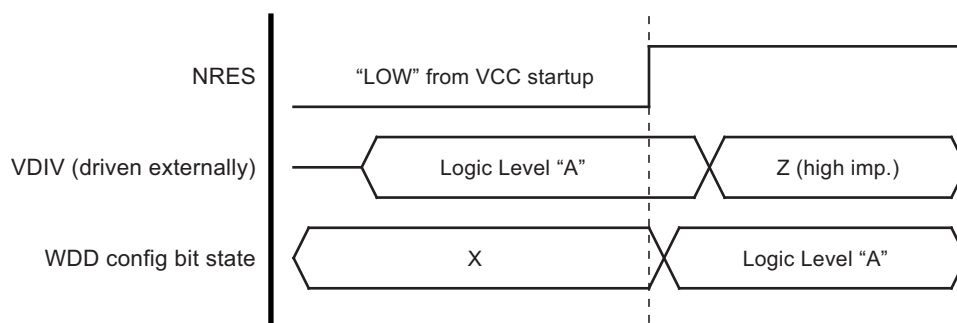 NRES
“LOW” from VCC startup
VDIV (driven externally)
Logic Level “A”
Z (high imp.)
WDD config bit state
X
Logic Level “A”